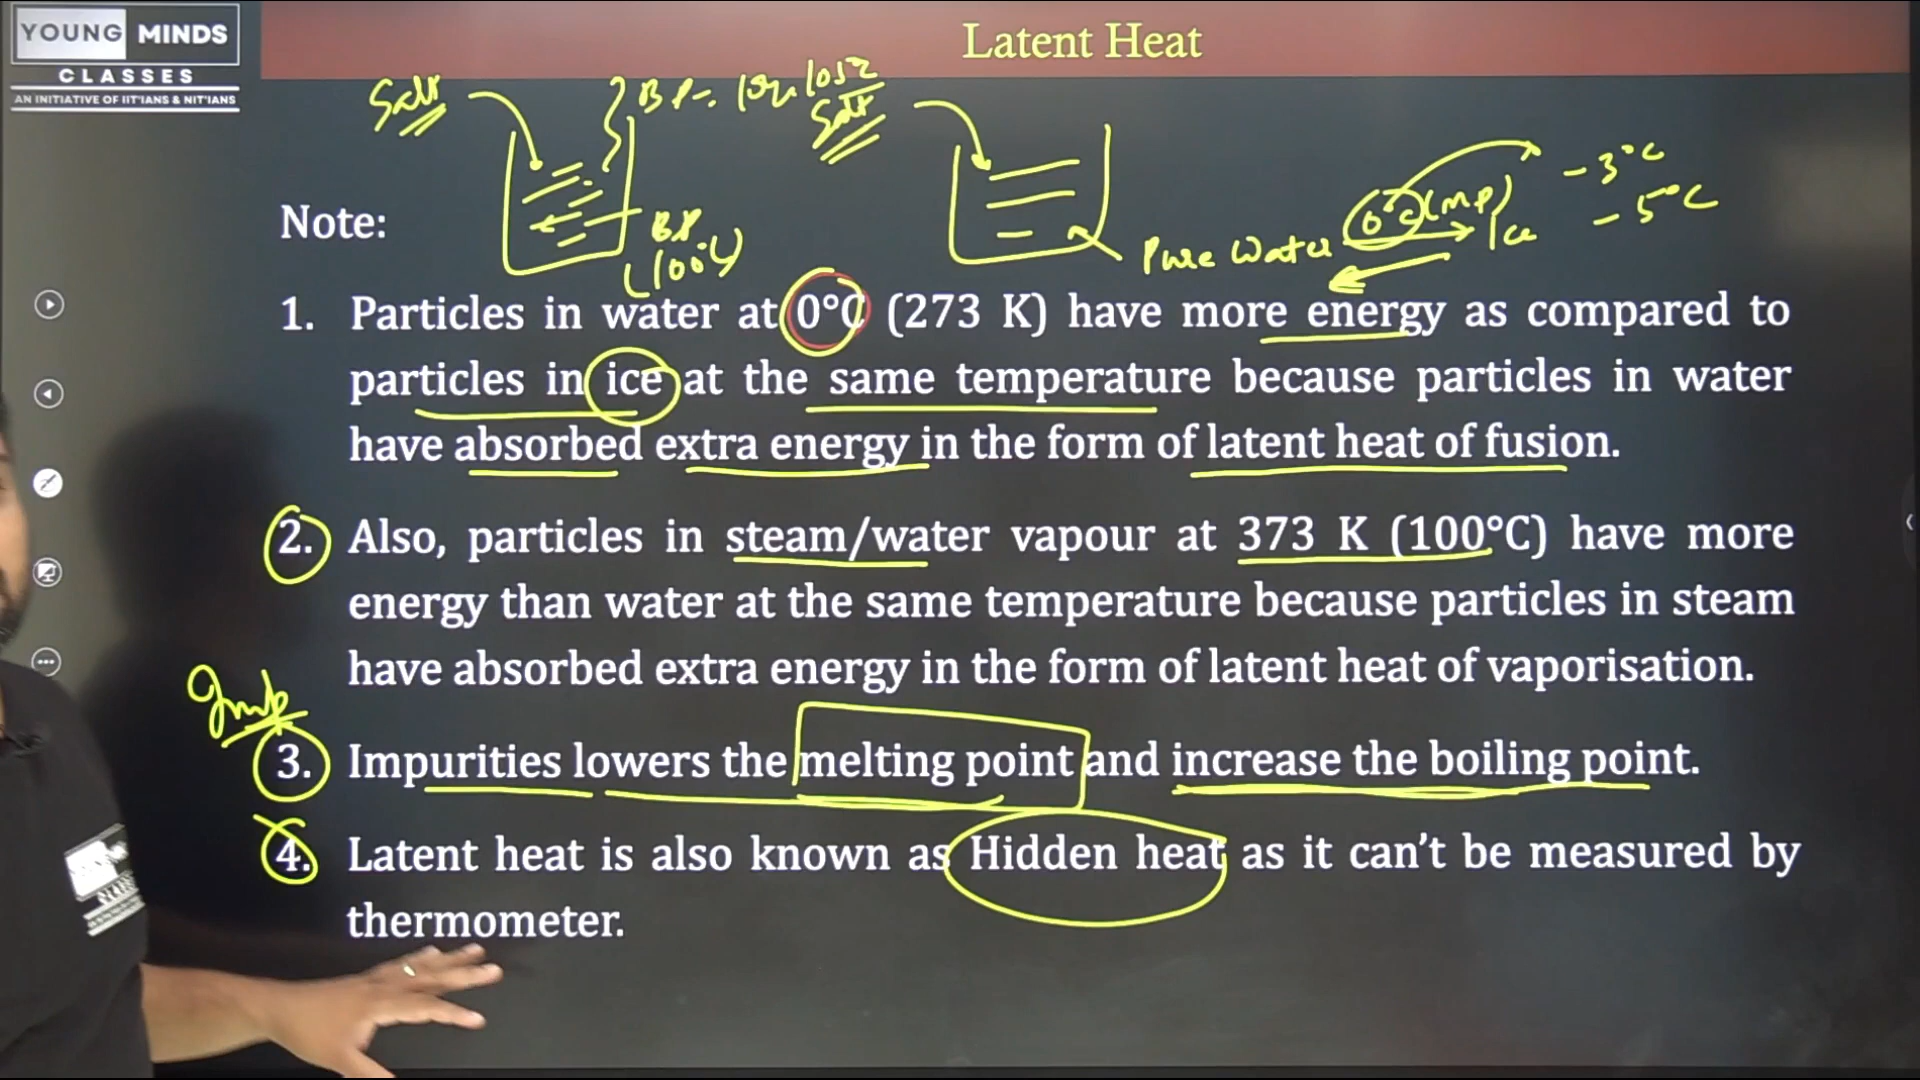 YOUNG MINDS
CLASSES
AN INITIATIVE OF IIT'IANS & NIT'IANS
Latent Heat
Salt
BP
Salt
BP
(100°C)
Pure Water
0°C (MP)
Ice
-3°C
-5°C
Note:
1. Particles in water at 0°C (273 K) have more energy as compared to
particles in ice at the same temperature because particles in water
have absorbed extra energy in the form of latent heat of fusion.
2. Also, particles in steam/water vapour at 373 K (100°C) have more
energy than water at the same temperature because particles in steam
have absorbed extra energy in the form of latent heat of vaporisation.
Imp
3. Impurities lowers the melting point and increase the boiling point.
4. Latent heat is also known as Hidden heat as it can't be measured by
thermometer.